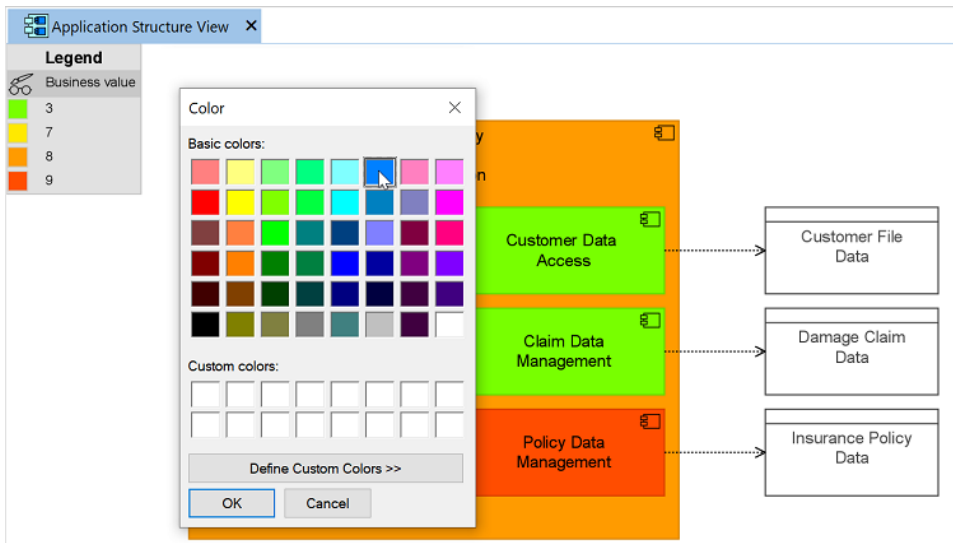 Application Structure View
Legend
Business value
3
7
8
9
Color
Basic colors:
Custom colors:
Define Custom Colors >>
OK
Cancel
y
n
Customer Data
Access
Claim Data
Management
Policy Data
Management
Customer File
Data
Damage Claim
Data
Insurance Policy
Data